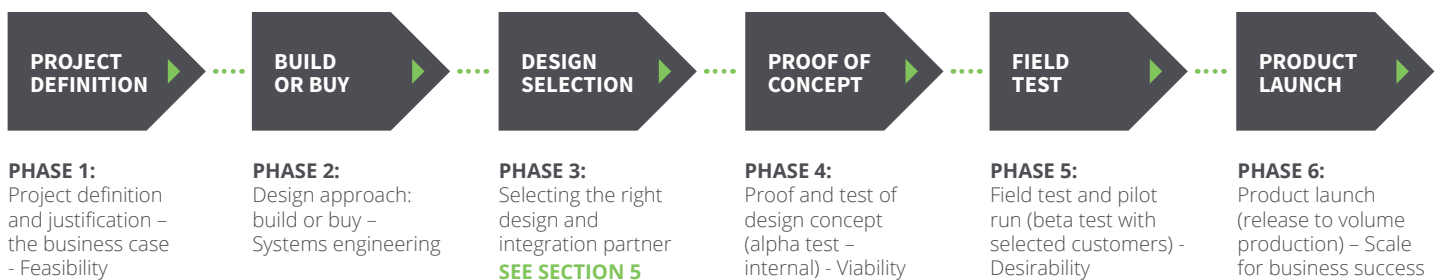 PROJECT
DEFINITION
BUILD
OR BUY
DESIGN
SELECTION
PROOF OF
CONCEPT
FIELD
TEST
PRODUCT
LAUNCH
PHASE 1:
Project definition
and justification –
the business case
- Feasibility
PHASE 2:
Design approach:
build or buy –
Systems engineering
PHASE 3:
Selecting the right
design and
integration partner
SEE SECTION 5
PHASE 4:
Proof and test of
design concept
(alpha test –
internal) - Viability
PHASE 5:
Field test and pilot
run (beta test with
selected customers) -
Desirability
PHASE 6:
Product launch
(release to volume
production) – Scale
for business success